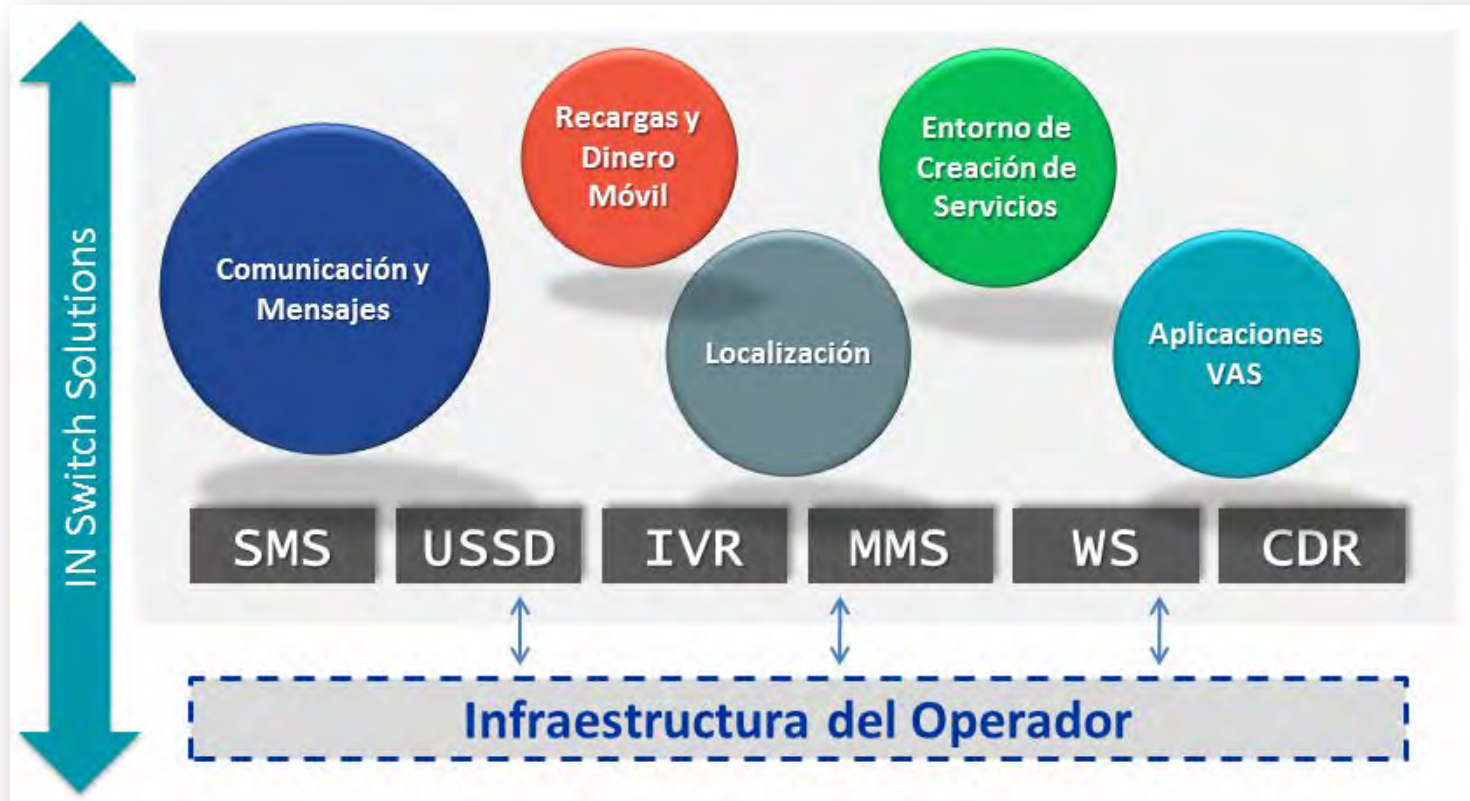 IN Switch Solutions
Recargas y
Dinero
Móvil
Entorno de
Creación de
Servicios
Comunicación y
Mensajes
Localización
Aplicaciones
VAS
SMS
USSD
IVR
MMS
WS
CDR
Infraestructura del Operador